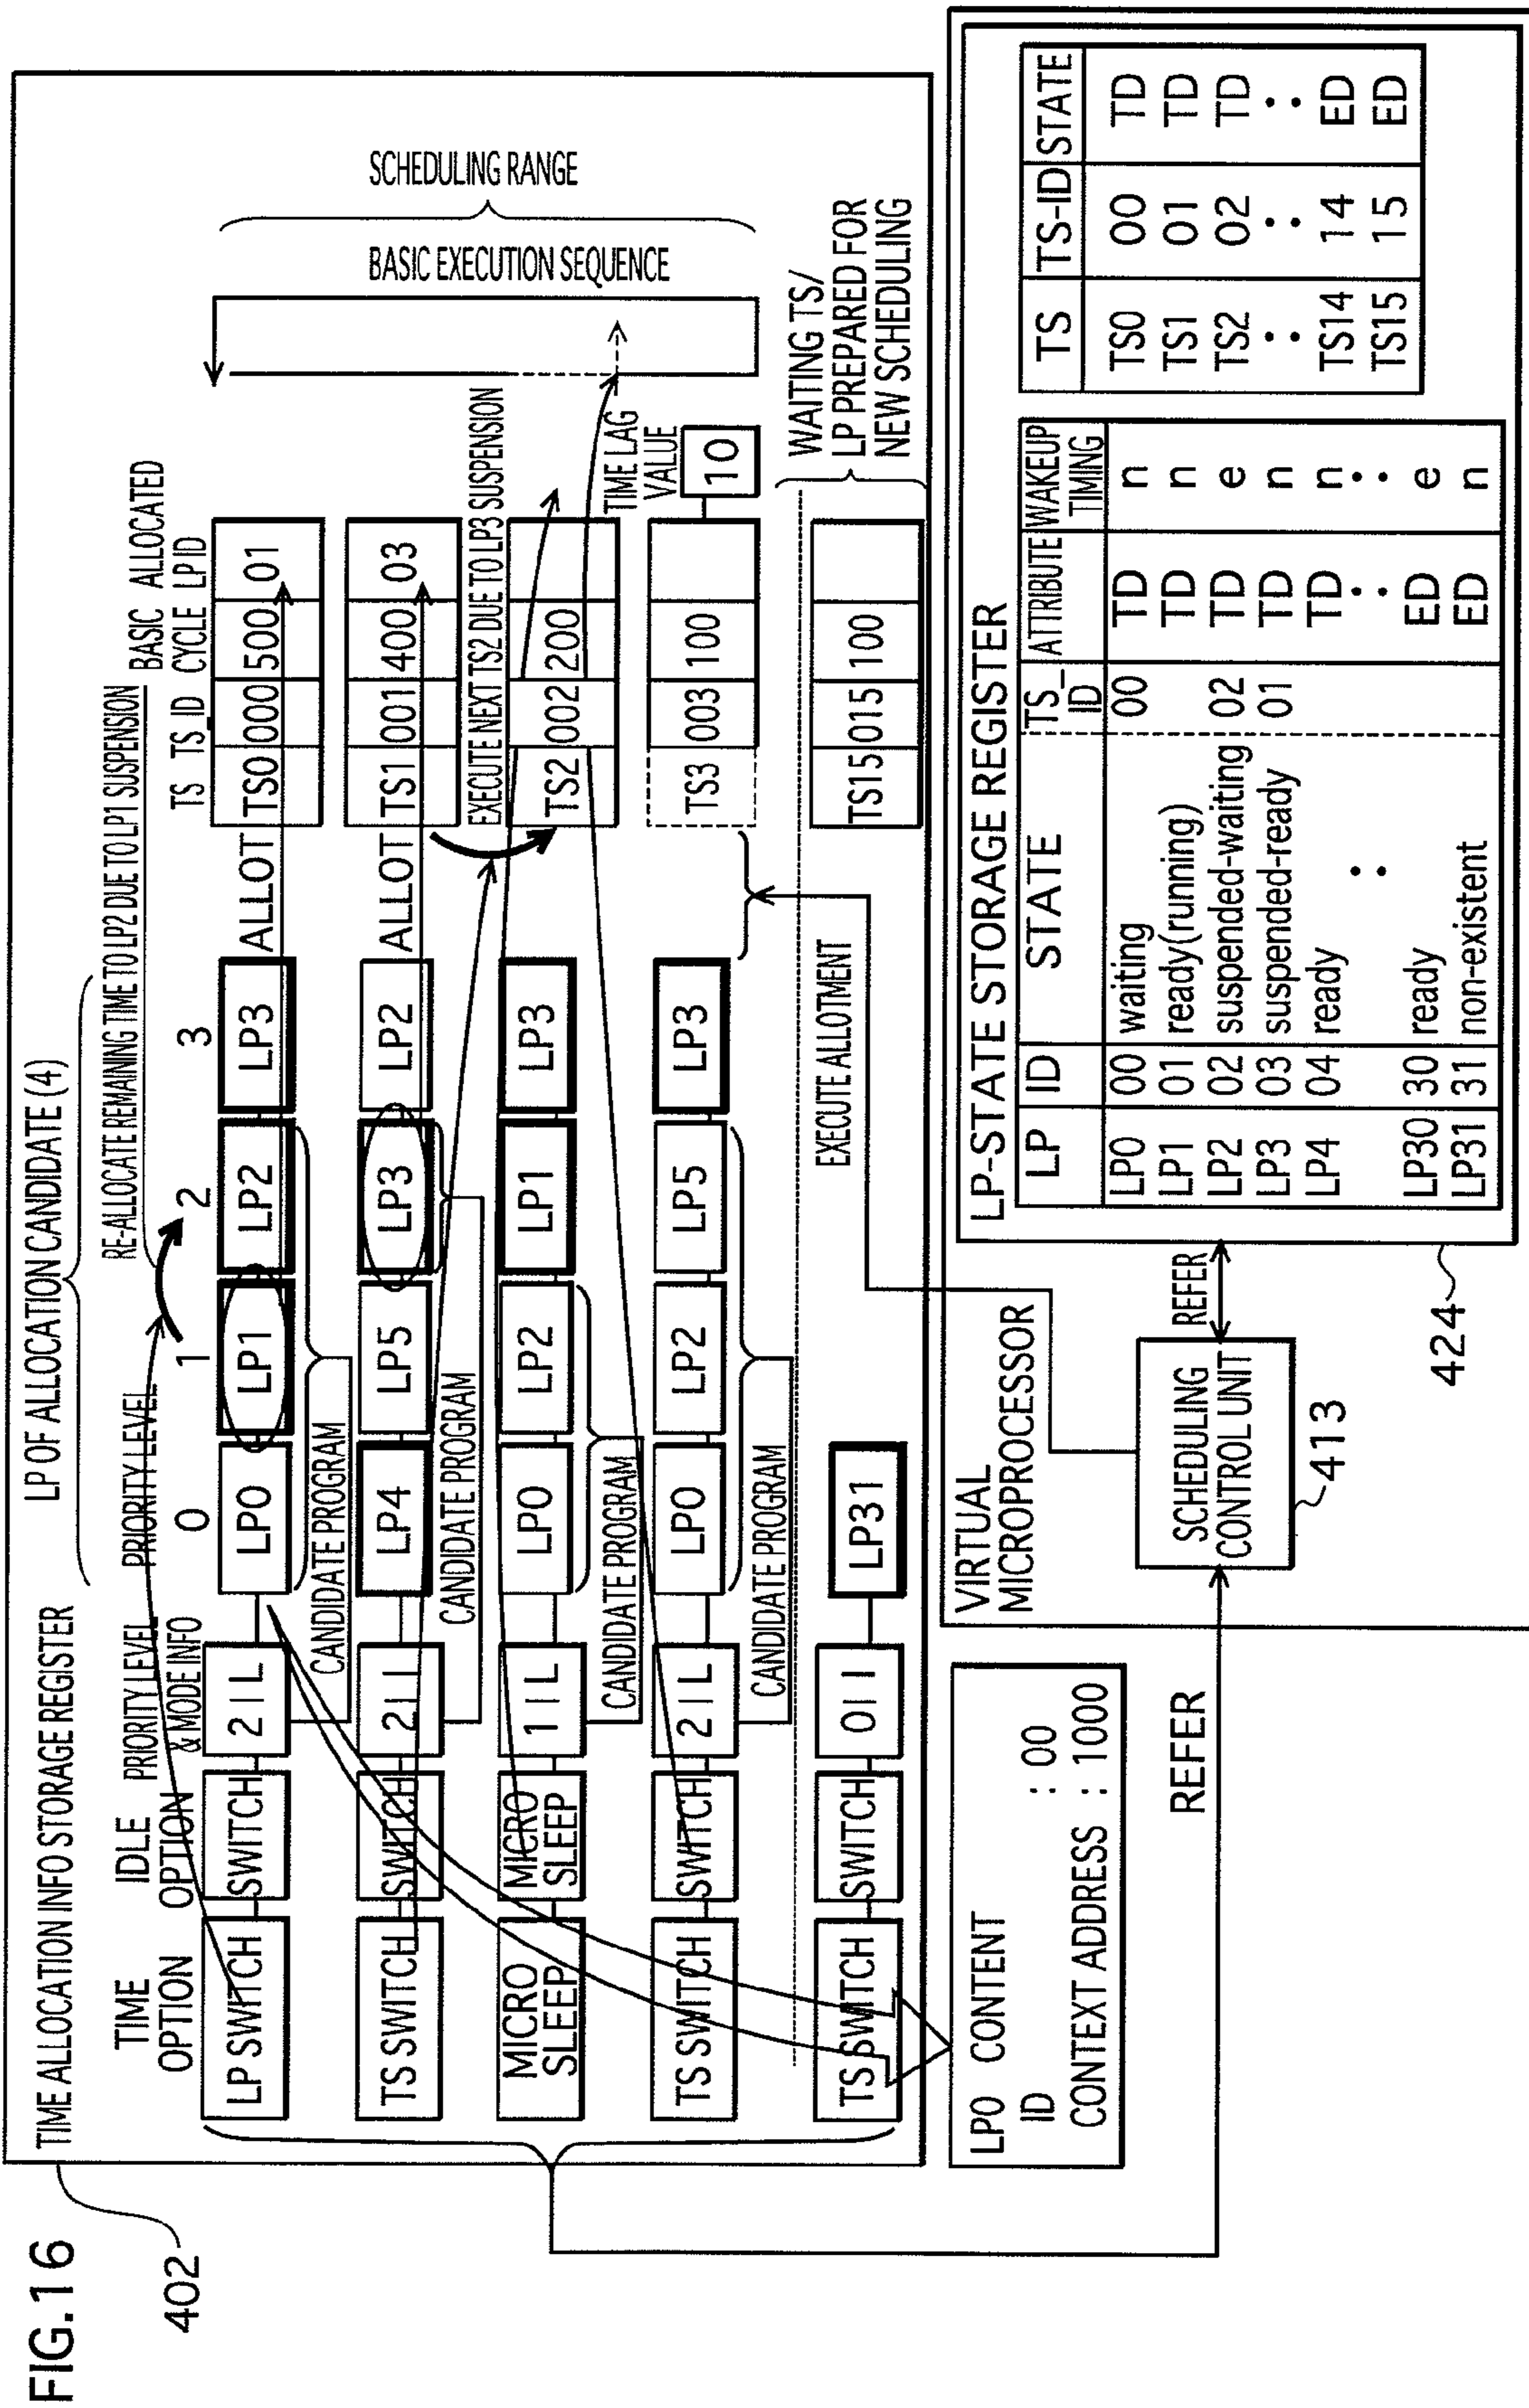 FIG.16
402
TIME ALLOCATION INFO STORAGE REGISTER
LP OF ALLOCATION CANDIDATE (4)
RE-ALLOCATE REMAINING TIME TO LP2 DUE TO LP1 SUSPENSION
TIME OPTION
IDLE OPTION
PRIORITY LEVEL & MODE INFO
PRIORITY LEVEL
0 1 2 3
TS TS_ID BASIC CYCLE ALLOCATED LP ID
LP SWITCH SWITCH 2 I L LP0 LP1 LP2 LP3 ALLOT TS0 000 500 01
CANDIDATE PROGRAM
TS SWITCH SWITCH 2 I I LP4 LP5 LP3 LP2 ALLOT TS1 001 400 03
CANDIDATE PROGRAM
EXECUTE NEXT TS2 DUE TO LP3 SUSPENSION
MICRO SLEEP MICRO SLEEP 1 I L LP0 LP2 LP1 LP3 TS2 002 200
CANDIDATE PROGRAM
TIME LAG VALUE
TS SWITCH SWITCH 2 I L LP0 LP2 LP5 LP3 TS3 003 100 10
CANDIDATE PROGRAM
TS SWITCH SWITCH 0 I I LP31 TS15 015 100
BASIC EXECUTION SEQUENCE
SCHEDULING RANGE
WAITING TS/
LP PREPARED FOR
NEW SCHEDULING
EXECUTE ALLOTMENT
LP0 CONTENT
ID : 00
CONTEXT ADDRESS : 1000
REFER
VIRTUAL
MICROPROCESSOR
SCHEDULING
CONTROL UNIT
413
REFER
424
LP-STATE STORAGE REGISTER
LP ID STATE TS_ID ATTRIBUTE WAKEUP TIMING
LP0 00 waiting 00 TD n
LP1 01 ready(running) TD n
LP2 02 suspended-waiting 02 TD e
LP3 03 suspended-ready 01 TD n
LP4 04 ready TD n
: : :
LP30 30 ready ED e
LP31 31 non-existent ED n
TS TS-ID STATE
TS0 00 TD
TS1 01 TD
TS2 02 TD
: : :
TS14 14 ED
TS15 15 ED